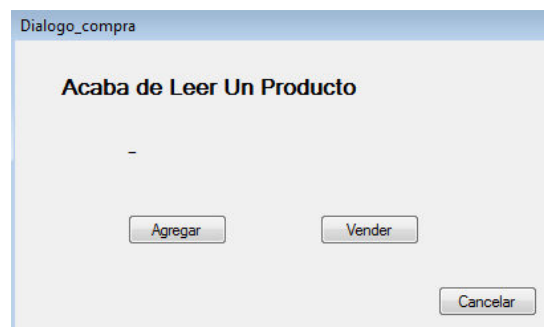 Dialogo_compra
Acaba de Leer Un Producto
-
Agregar Vender
Cancelar